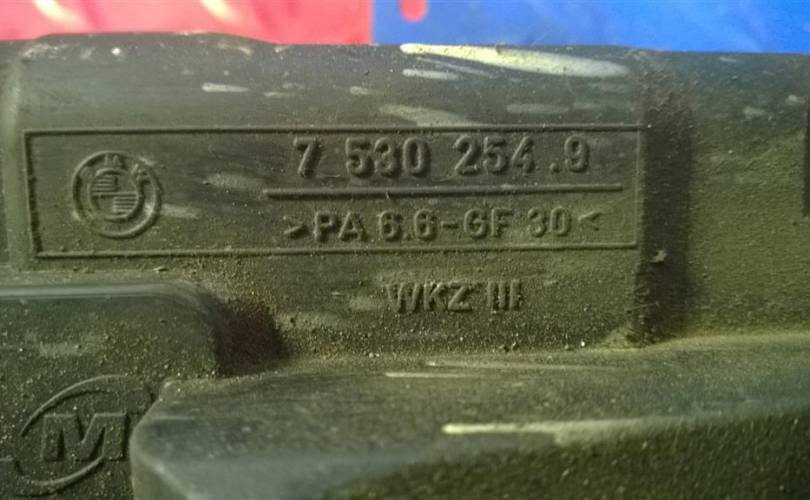 7 530 254.9
>PA 6.6-GF 30<
WKZ III
M